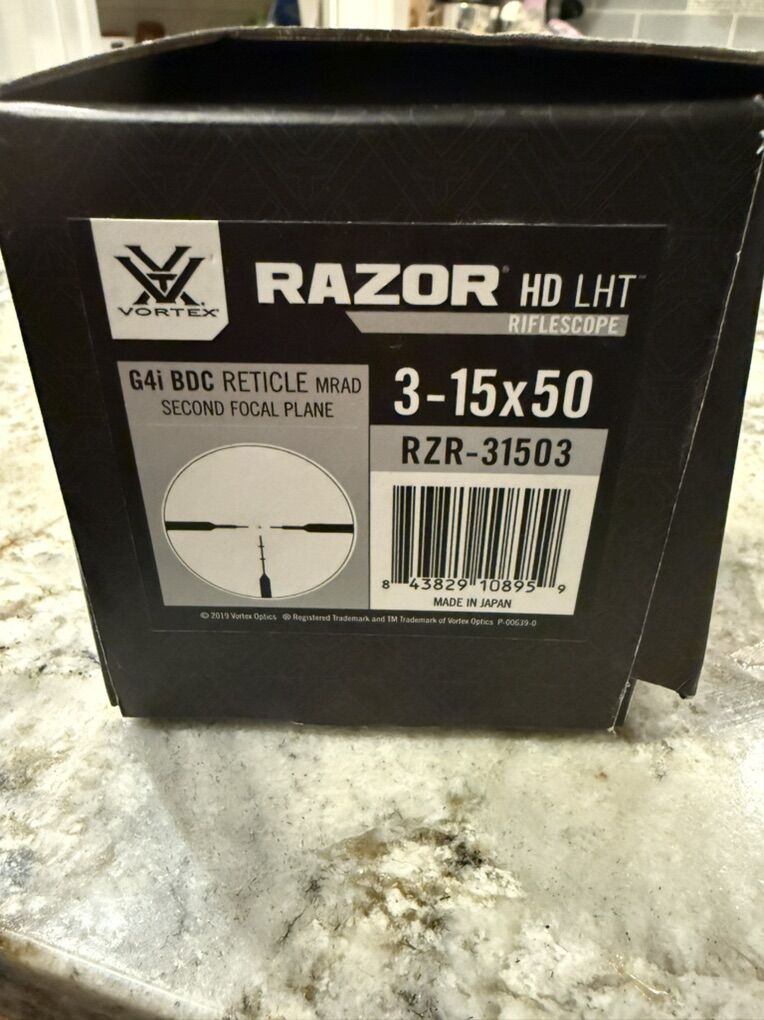 VORTEX®
RAZOR® HD LHT™
RIFLESCOPE
G4i BDC RETICLE MRAD
SECOND FOCAL PLANE
3-15x50
RZR-31503
8 43829 10895 9
MADE IN JAPAN
© 2019 Vortex Optics ® Registered Trademark and TM Trademark of Vortex Optics P-00639-0